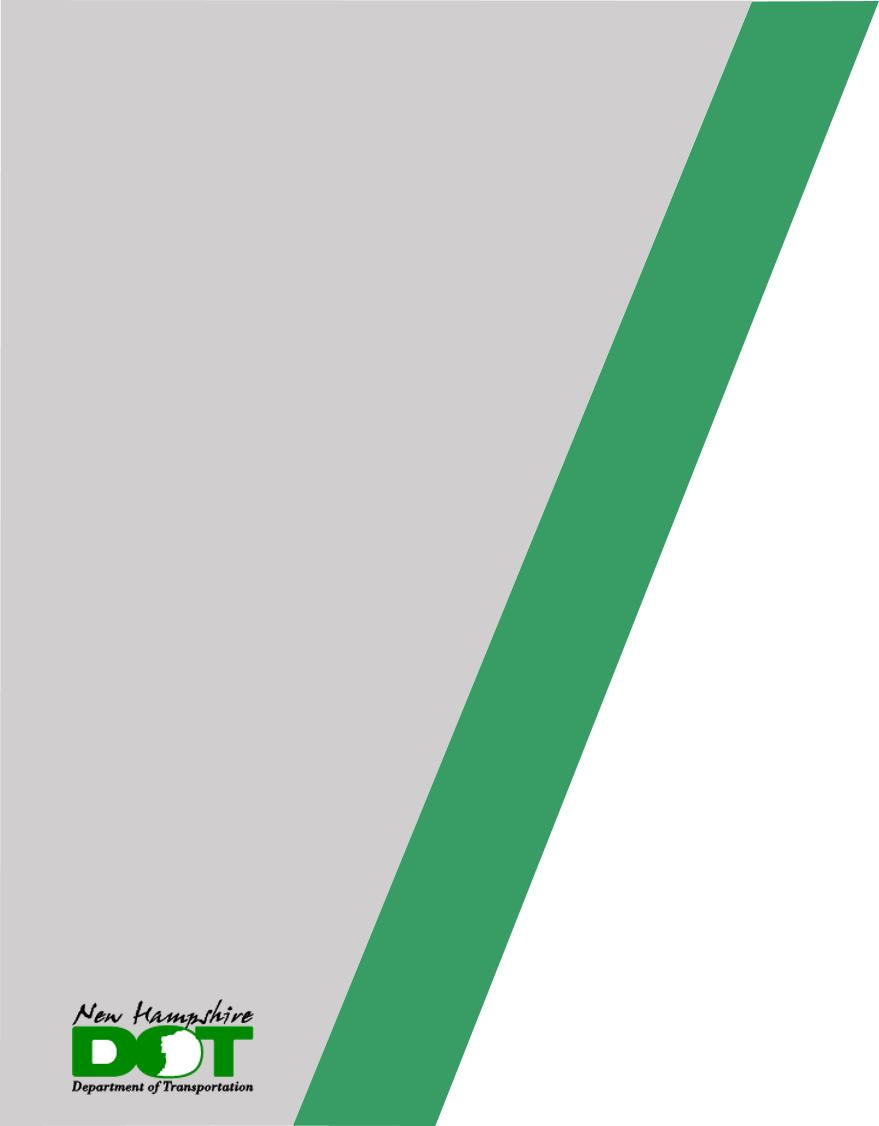 New Hampshire
DOT
Department of Transportation